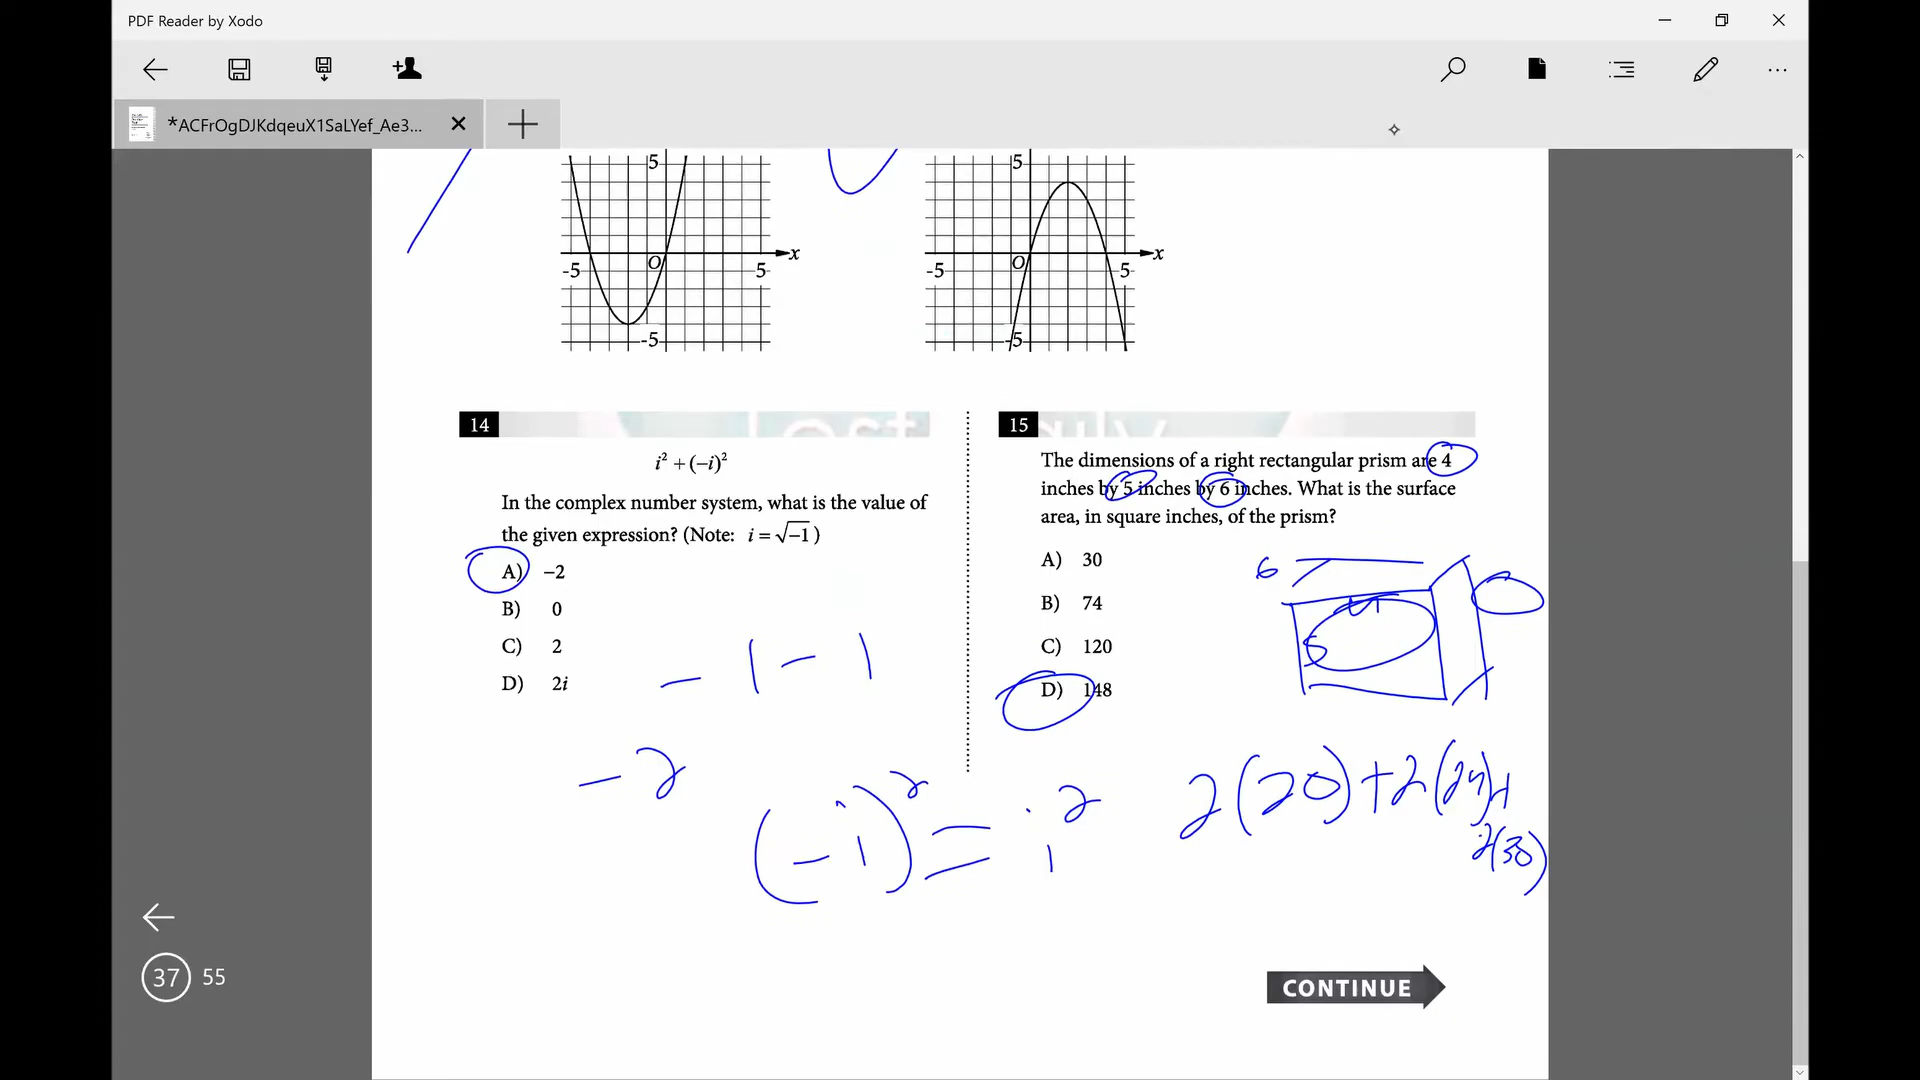 PDF Reader by Xodo
*ACFrOgDJKdqeuX1SaLYef_Ae3...
5
-5
O
5
x
-5
5
-5
O
5
x
-5
14
i² + (−i)²
In the complex number system, what is the value of
the given expression? (Note: i = √−1)
A) −2
B) 0
C) 2
D) 2i
− 1 − 1
− 2
(−i)² = i²
15
The dimensions of a right rectangular prism are 4
inches by 5 inches by 6 inches. What is the surface
area, in square inches, of the prism?
A) 30
B) 74
C) 120
D) 148
6
4
5
2(20)+2(24)+
2(30)
CONTINUE
37 55